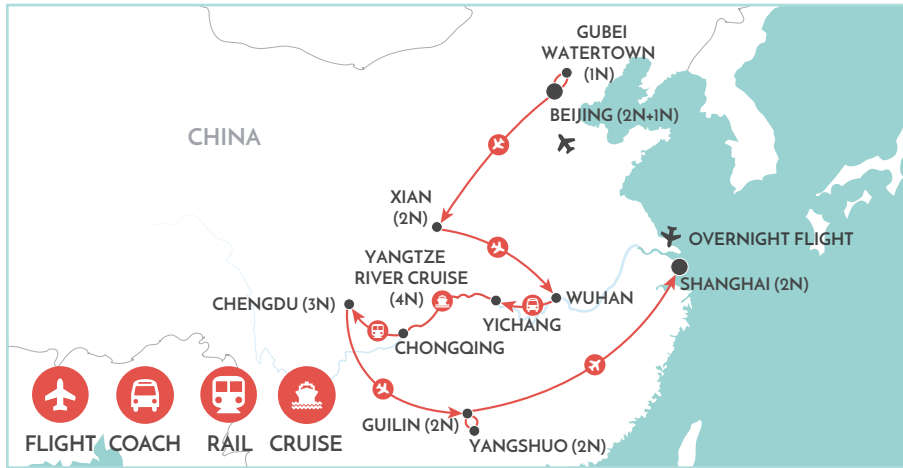 GUBEI
WATERTOWN
(1N)
BEIJING (2N+1N)
CHINA
XIAN
(2N)
OVERNIGHT FLIGHT
YANGTZE
RIVER CRUISE
(4N)
SHANGHAI (2N)
CHENGDU (3N)
WUHAN
YICHANG
CHONGQING
GUILIN (2N)
YANGSHUO (2N)
FLIGHT
COACH
RAIL
CRUISE